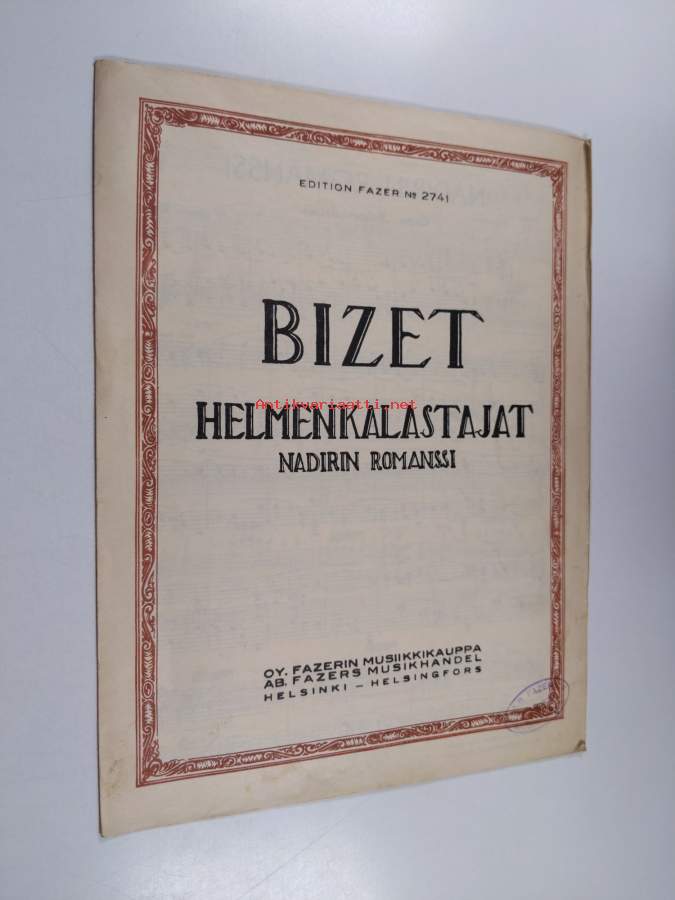 EDITION FAZER Nº 2741
BIZET
Antikvariaatti.net
HELMENKALASTAJAT
NADIRIN ROMANSSI
OY. FAZERIN MUSIIKKIKAUPPA
AB. FAZERS MUSIKHANDEL
HELSINKI – HELSINGFORS